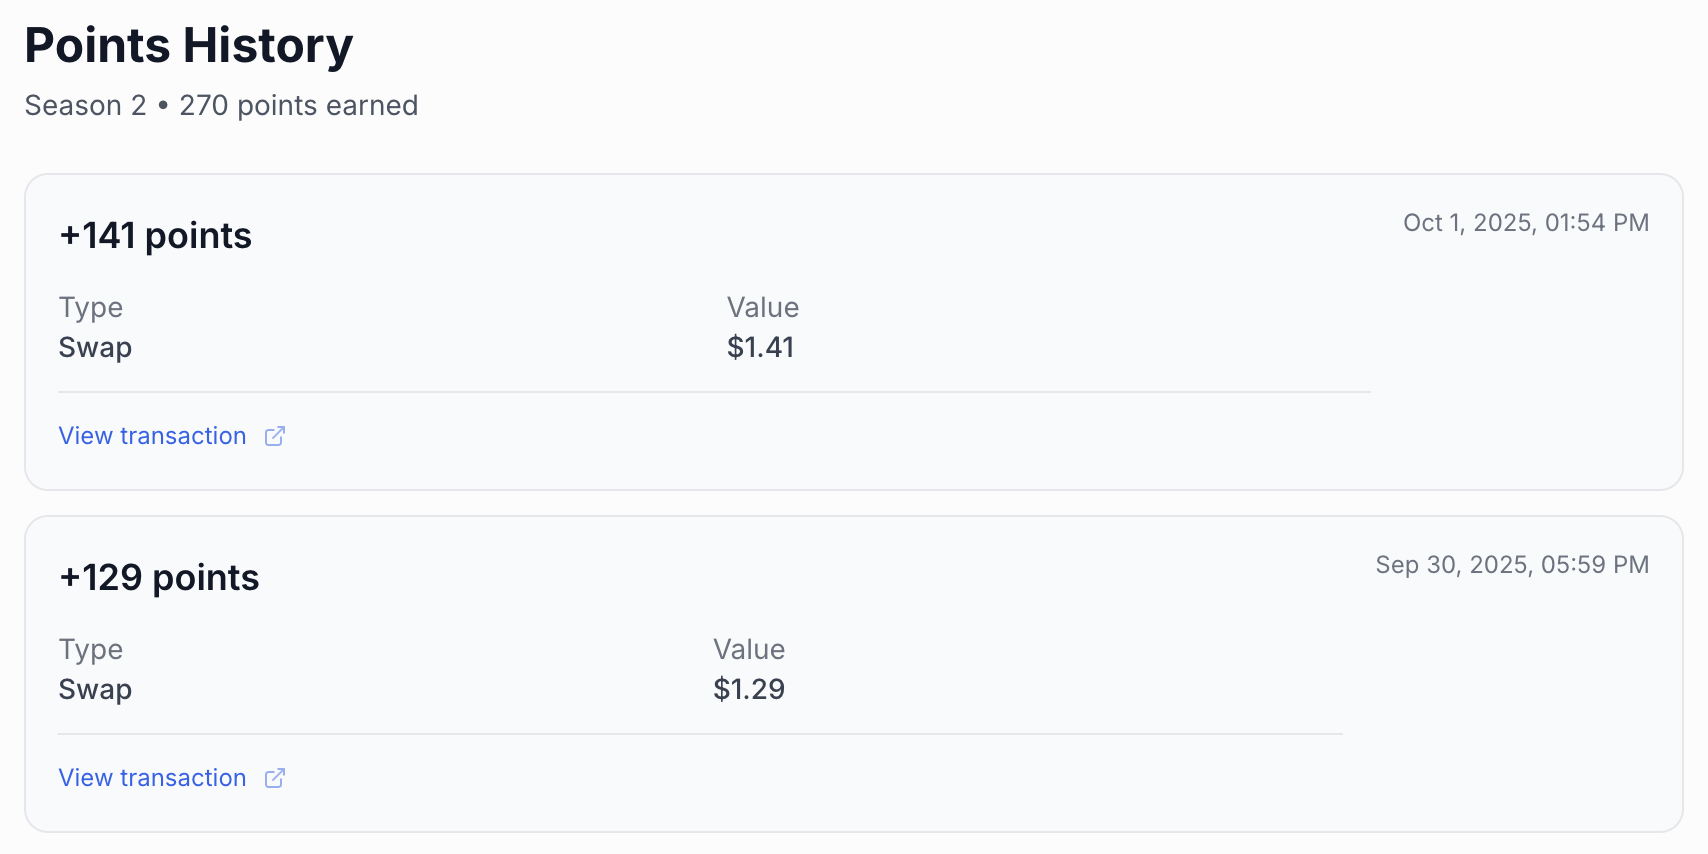 Points History
Season 2 • 270 points earned
+141 points
Oct 1, 2025, 01:54 PM
Type
Value
Swap
$1.41
View transaction
+129 points
Sep 30, 2025, 05:59 PM
Type
Value
Swap
$1.29
View transaction